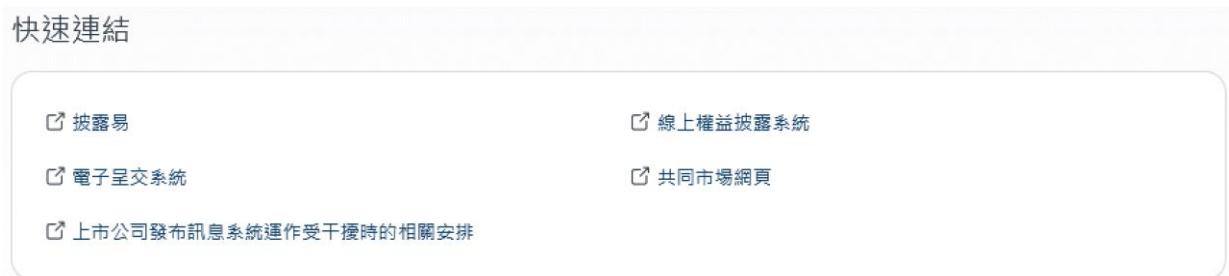 快速連結
披露易
線上權益披露系統
電子呈交系統
共同市場網頁
上市公司發布訊息系統運作受干擾時的相關安排